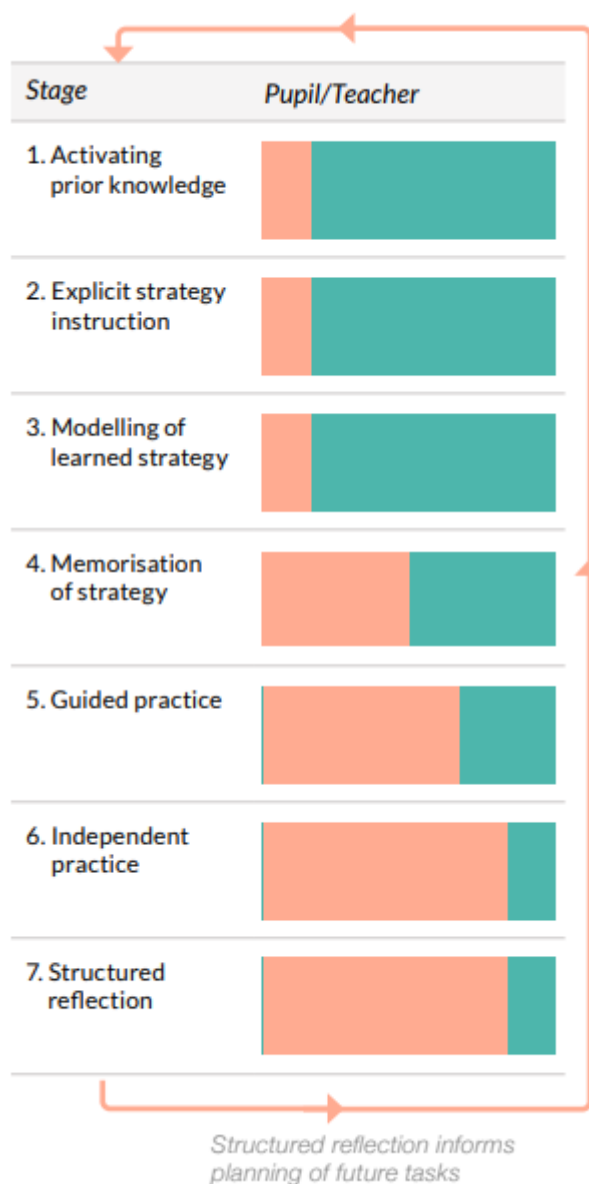 Stage Pupil/Teacher
1. Activating
prior knowledge
2. Explicit strategy
instruction
3. Modelling of
learned strategy
4. Memorisation
of strategy
5. Guided practice
6. Independent
practice
7. Structured
reflection
Structured reflection informs
planning of future tasks